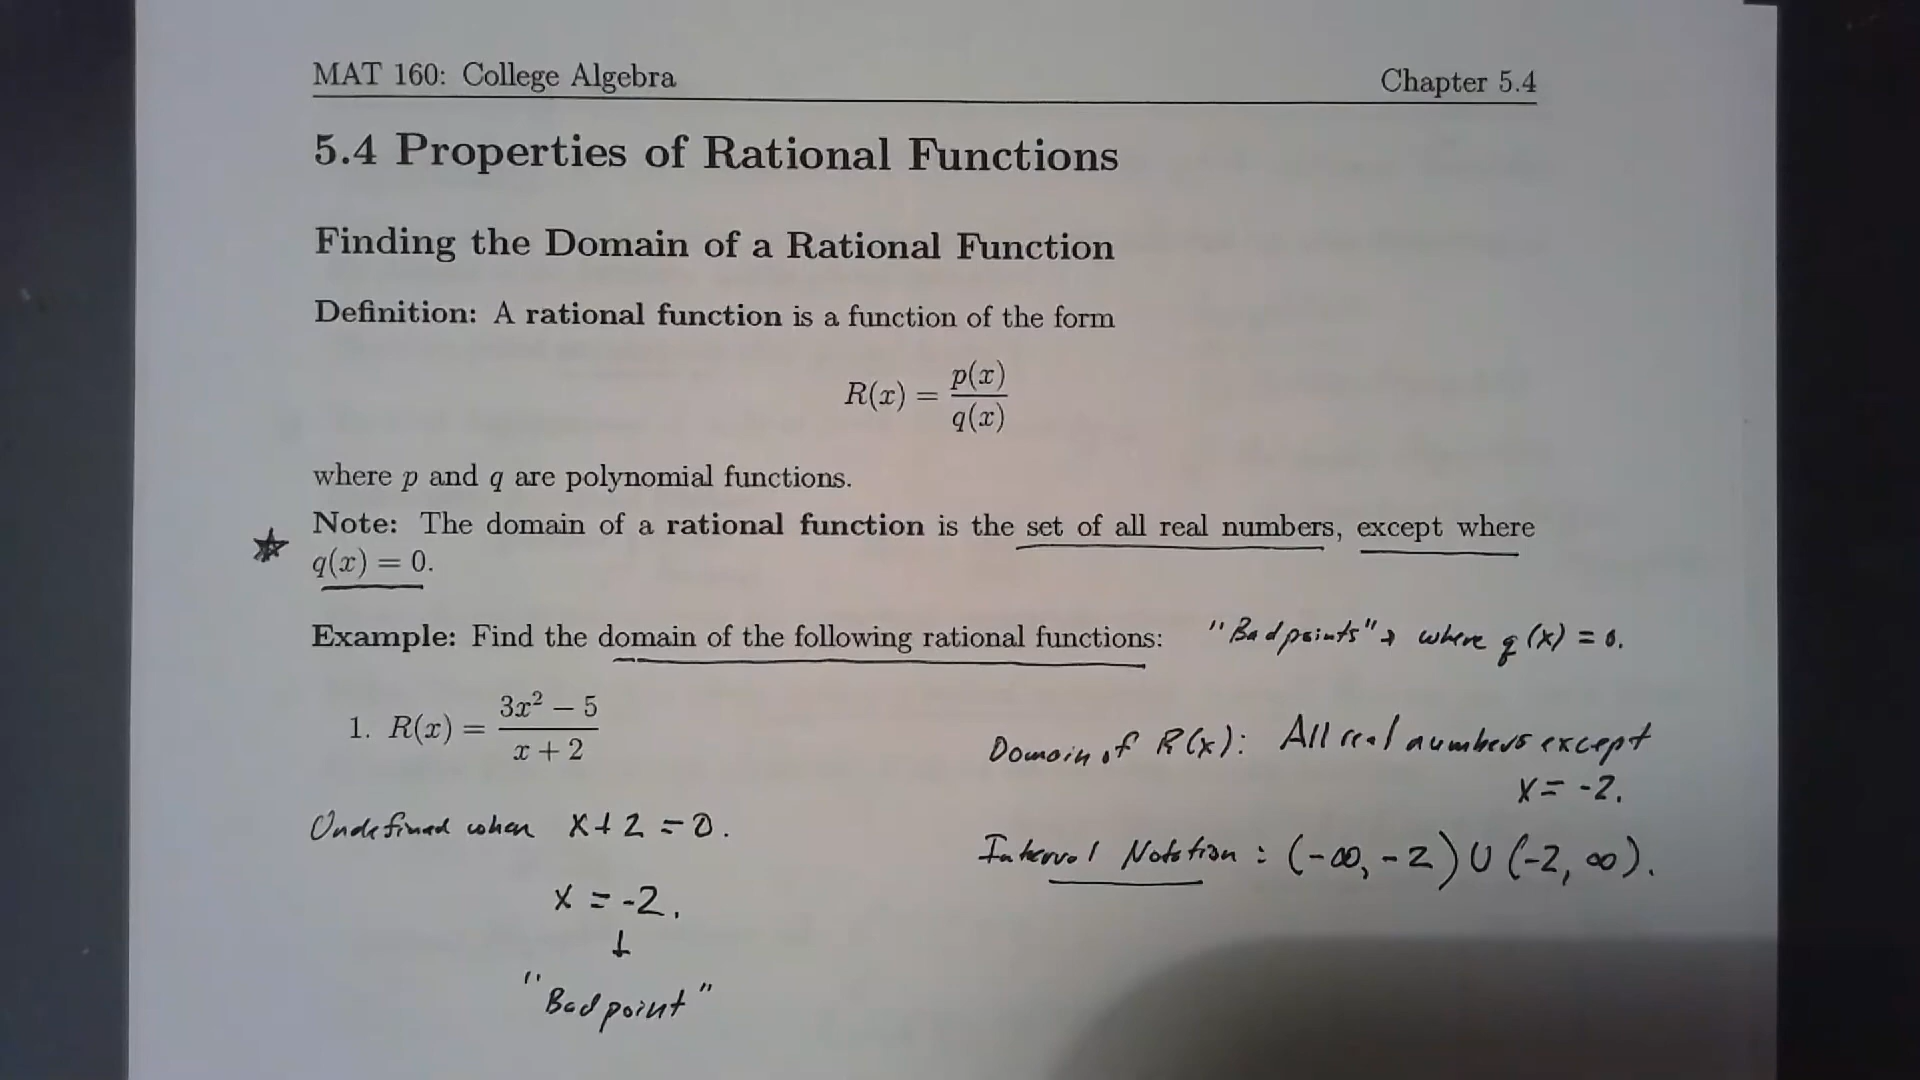 MAT 160: College Algebra Chapter 5.4
5.4 Properties of Rational Functions
Finding the Domain of a Rational Function
Definition: A rational function is a function of the form
R(x) = p(x)/q(x)
where p and q are polynomial functions.
Note: The domain of a rational function is the set of all real numbers, except where
q(x) = 0.
Example: Find the domain of the following rational functions: "Bad points" → where q(x) = 0.
1. R(x) = (3x² − 5)/(x + 2)
Undefined when x + 2 = 0.
x = -2.
↓
"Bad point"
Domain of R(x): All real numbers except
x = -2.
Interval Notation: (-∞, -2) ∪ (-2, ∞).